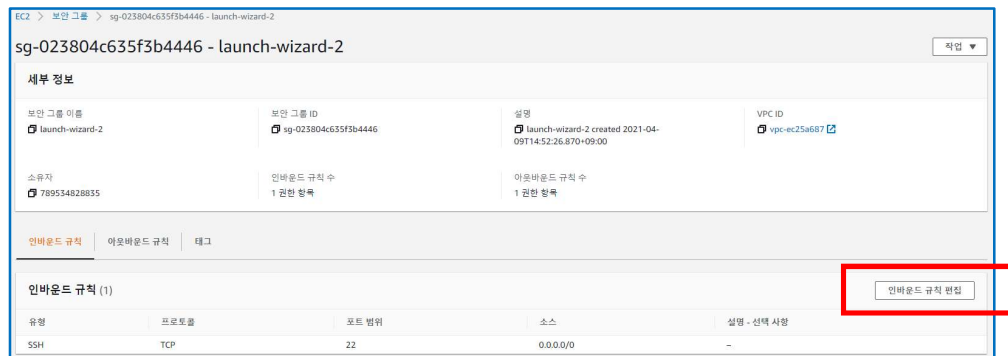 EC2 > 보안 그룹 > sg-023804c635f3b4446 - launch-wizard-2
sg-023804c635f3b4446 - launch-wizard-2
작업 ▼
세부 정보
보안 그룹 이름 보안 그룹 ID 설명 VPC ID
launch-wizard-2 sg-023804c635f3b4446 launch-wizard-2 created 2021-04- vpc-ec25a687
09T14:52:26.870+09:00
소유자 인바운드 규칙 수 아웃바운드 규칙 수
789534828835 1 권한 항목 1 권한 항목
인바운드 규칙 아웃바운드 규칙 태그
인바운드 규칙 (1) 인바운드 규칙 편집
유형 프로토콜 포트 범위 소스 설명 - 선택 사항
SSH TCP 22 0.0.0.0/0 –